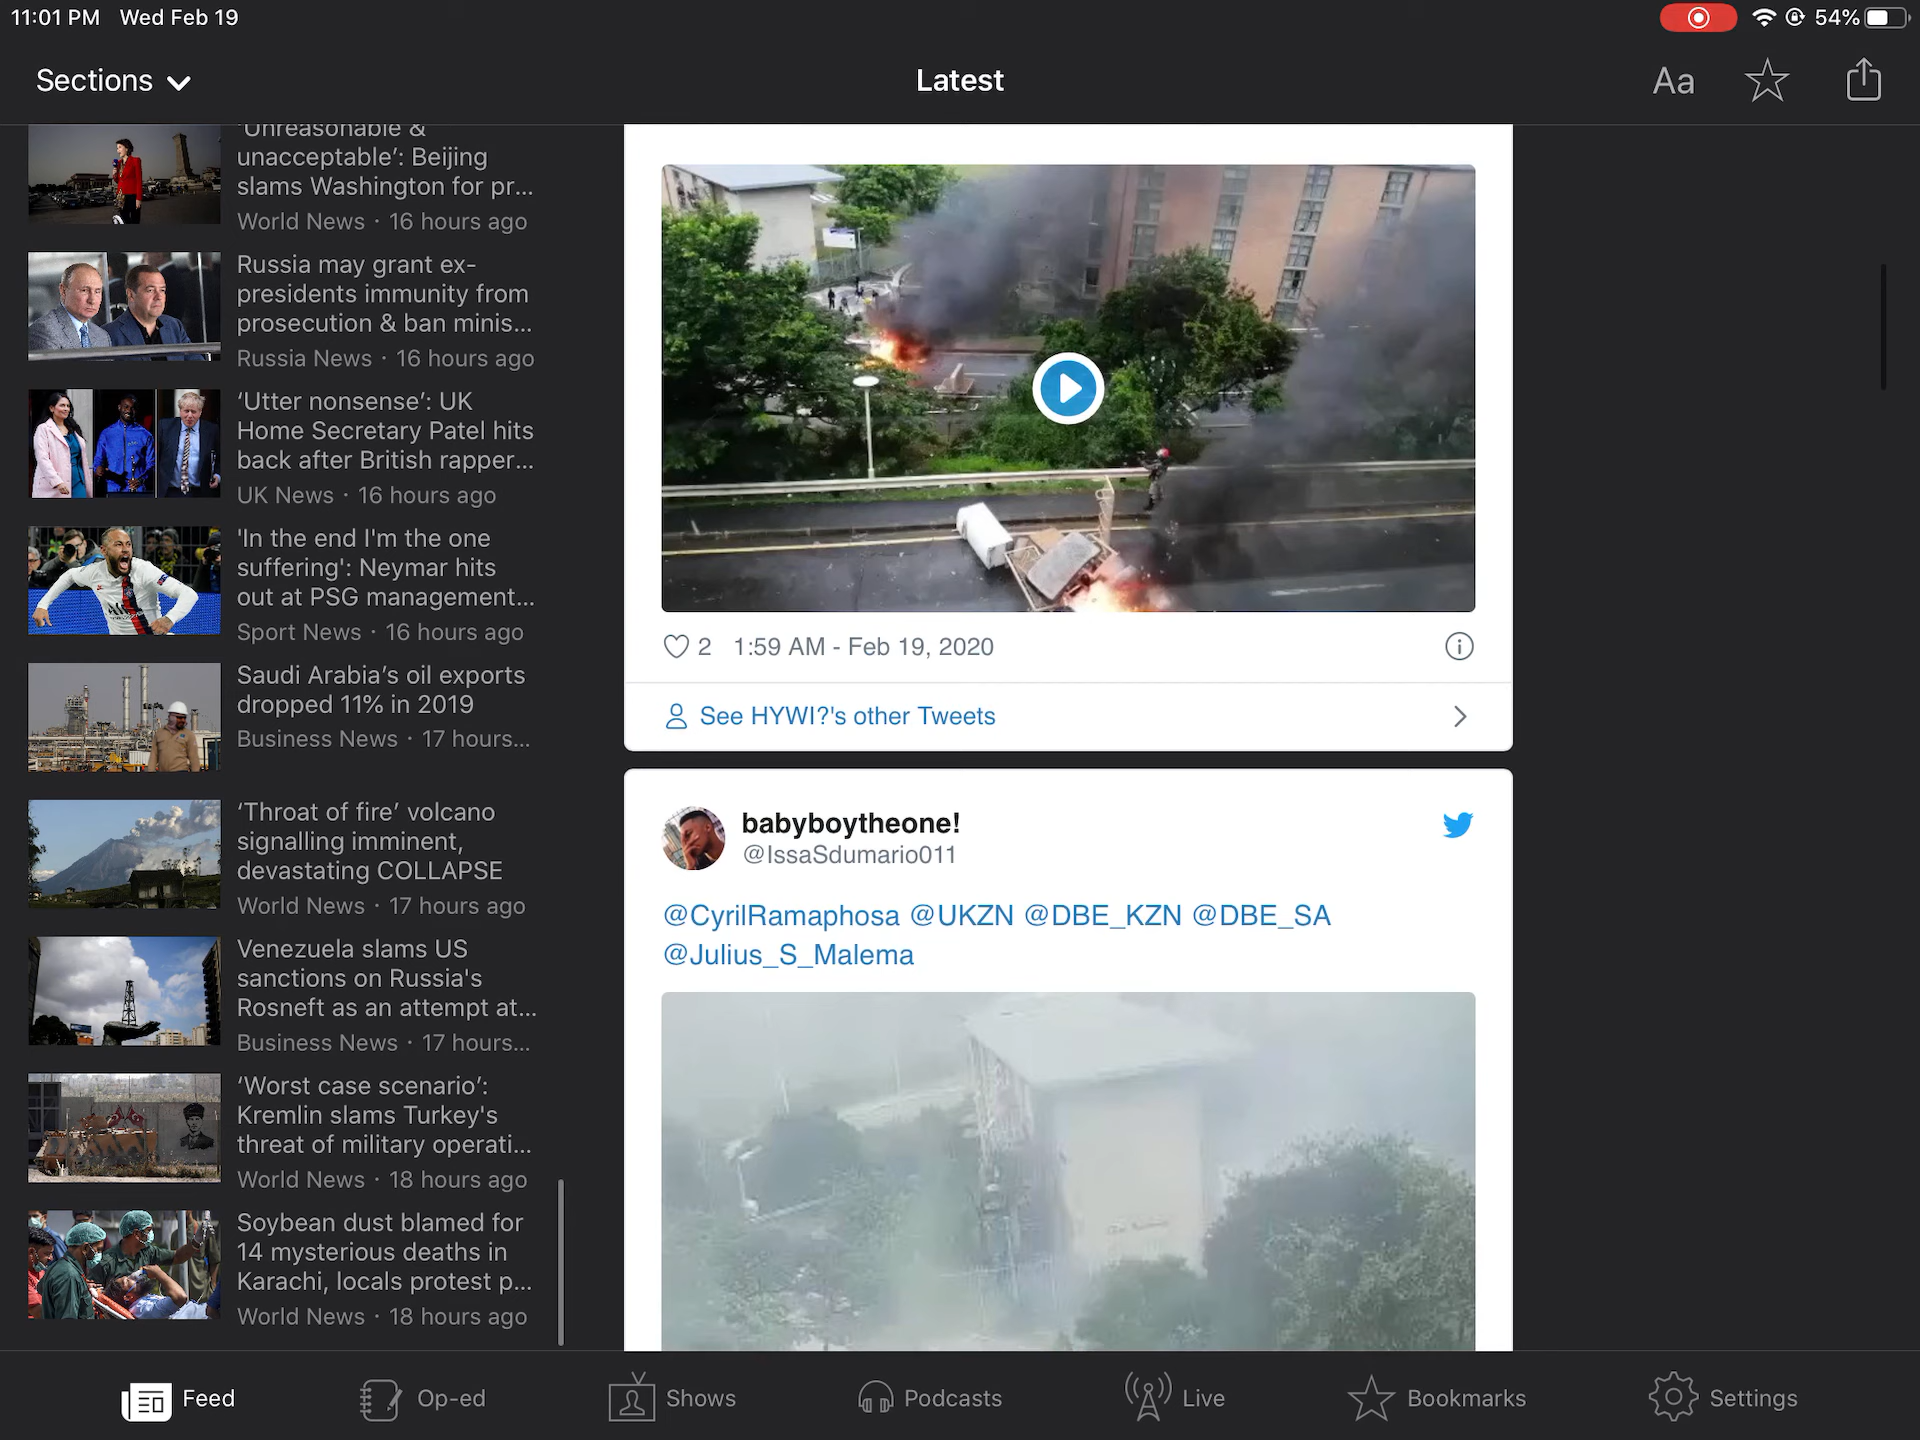 11:01 PM Wed Feb 19
54%
Sections
Latest
Aa
'Unreasonable &
unacceptable’: Beijing
slams Washington for pr...
World News · 16 hours ago
Russia may grant ex-
presidents immunity from
prosecution & ban minis...
Russia News · 16 hours ago
‘Utter nonsense’: UK
Home Secretary Patel hits
back after British rapper...
UK News · 16 hours ago
'In the end I'm the one
suffering': Neymar hits
out at PSG management...
Sport News · 16 hours ago
Saudi Arabia’s oil exports
dropped 11% in 2019
Business News · 17 hours...
‘Throat of fire’ volcano
signalling imminent,
devastating COLLAPSE
World News · 17 hours ago
Venezuela slams US
sanctions on Russia's
Rosneft as an attempt at...
Business News · 17 hours...
‘Worst case scenario’:
Kremlin slams Turkey's
threat of military operati...
World News · 18 hours ago
Soybean dust blamed for
14 mysterious deaths in
Karachi, locals protest p...
World News · 18 hours ago
2 1:59 AM - Feb 19, 2020
See HYWI?'s other Tweets
babyboytheone!
@IssaSdumario011
@CyrilRamaphosa @UKZN @DBE_KZN @DBE_SA
@Julius_S_Malema
Feed
Op-ed
Shows
Podcasts
Live
Bookmarks
Settings